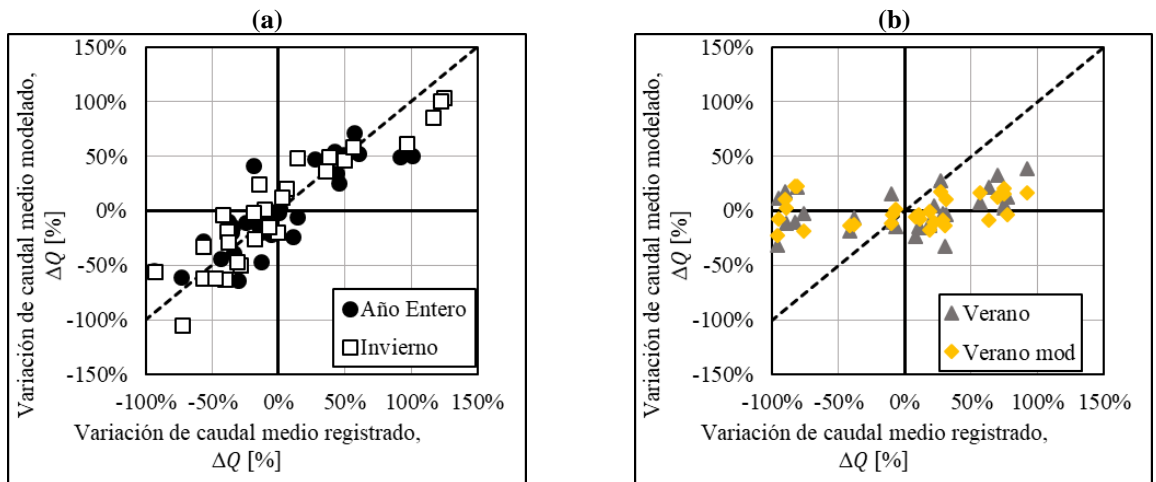 (a)
Variación de caudal medio modelado,
ΔQ [%]
150%
100%
50%
0%
-50%
-100%
-150%
Año Entero
Invierno
-100% -50% 0% 50% 100% 150%
Variación de caudal medio registrado,
ΔQ [%]
(b)
Variación de caudal medio modelado,
ΔQ [%]
150%
100%
50%
0%
-50%
-100%
-150%
Verano
Verano mod
-100% -50% 0% 50% 100% 150%
Variación de caudal medio registrado,
ΔQ [%]